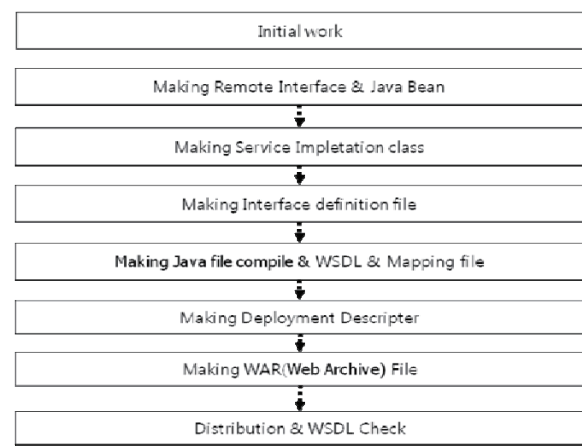 Initial work
Making Remote Interface & Java Bean
Making Service Impletation class
Making Interface definition file
Making Java file compile & WSDL & Mapping file
Making Deployment Descripter
Making WAR(Web Archive) File
Distribution & WSDL Check